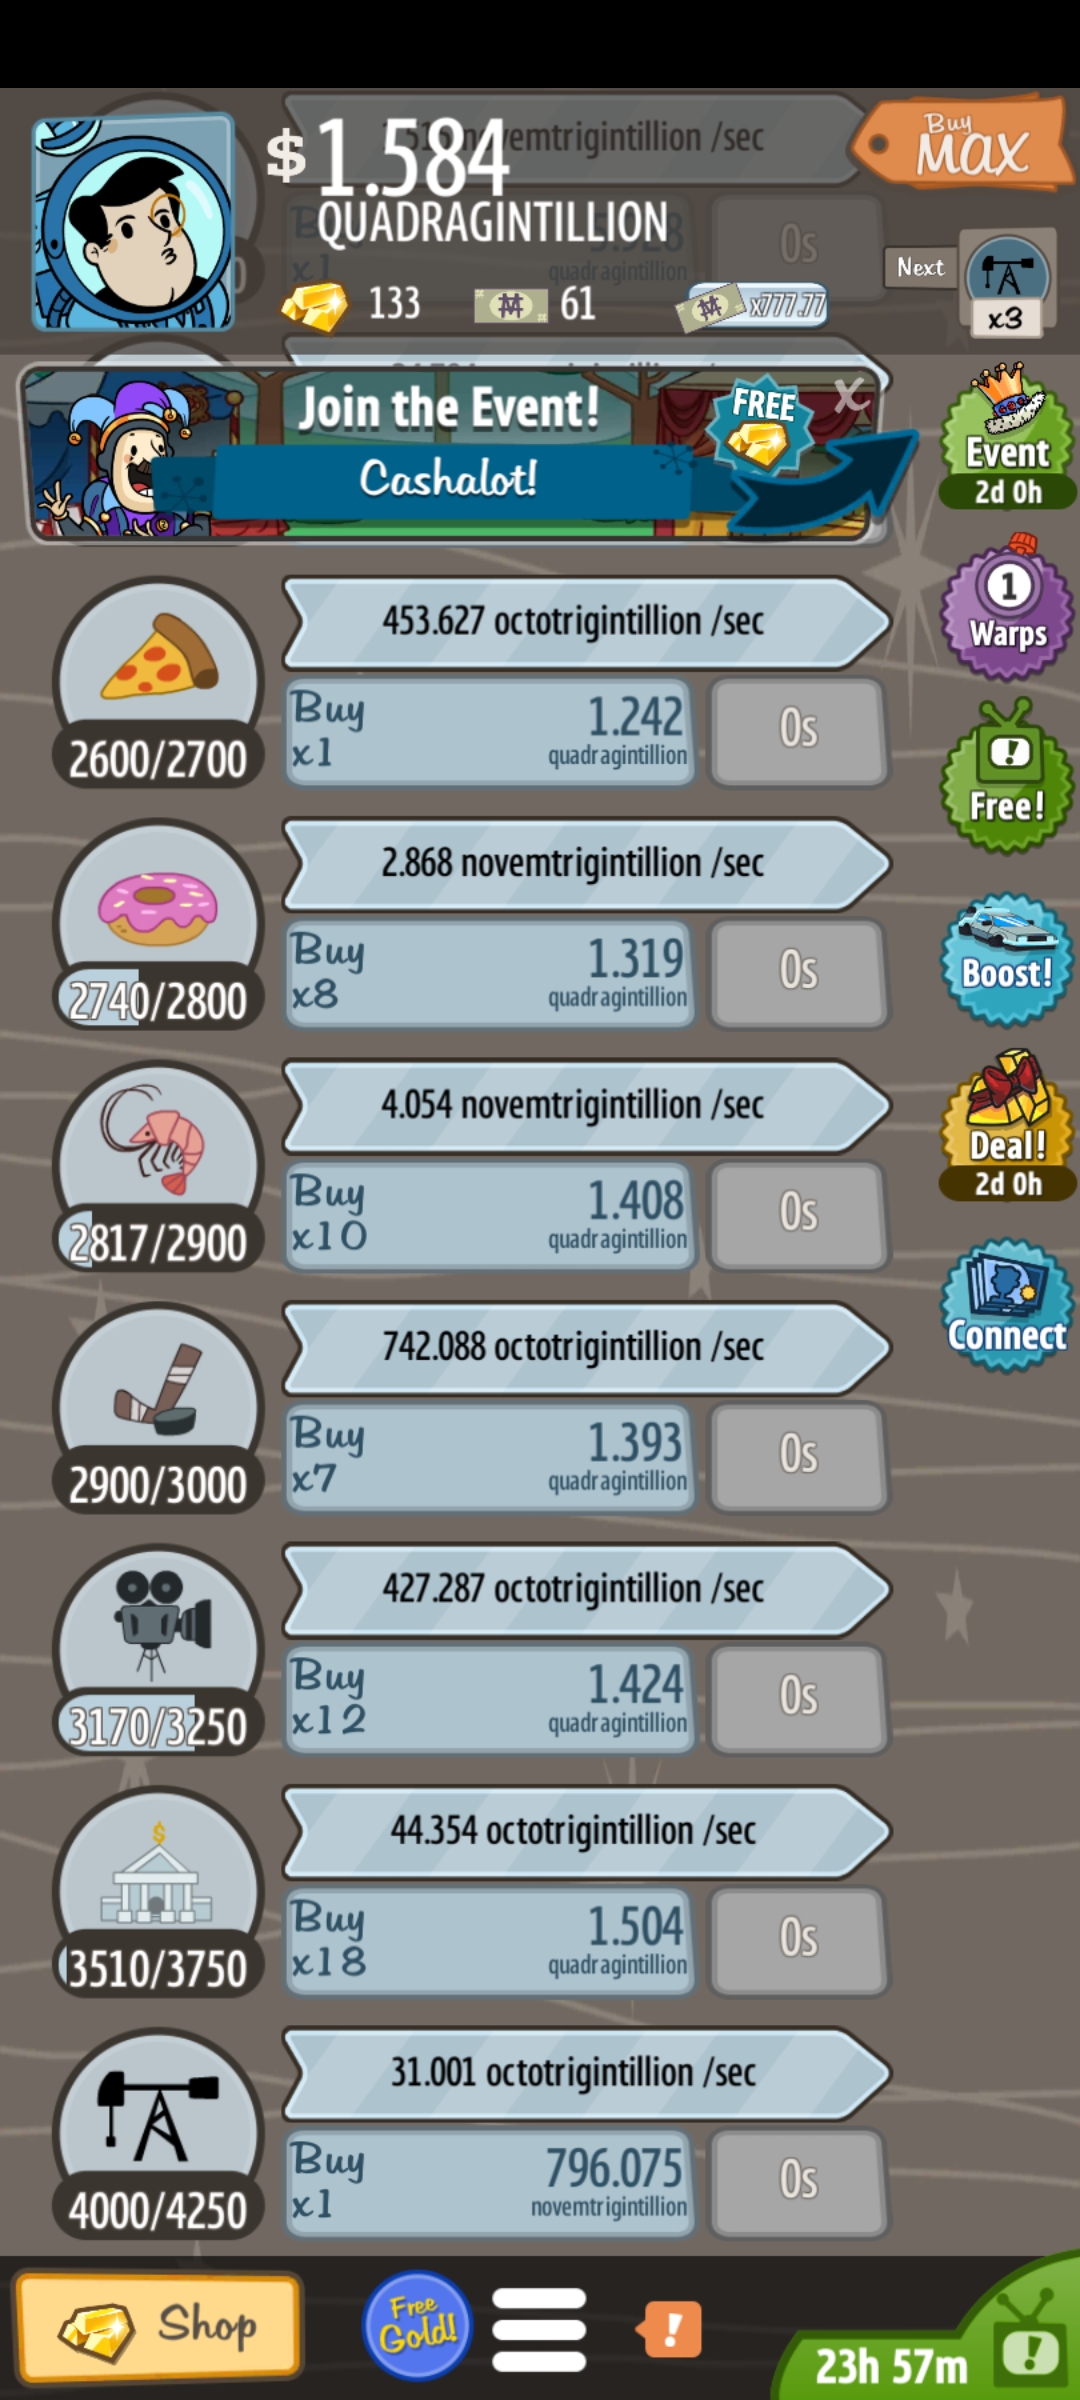 novemtrigintillion /sec
$1.584
QUADRAGINTILLION
Buy
MAX
x1
quadragintillion
0s
Next
133
61
x777.77
x3
Join the Event!
FREE
X
Cashalot!
Event
2d 0h
453.627 octotrigintillion /sec
1
Warps
Buy
x1
1.242
quadragintillion
0s
2600/2700
Free!
2.868 novemtrigintillion /sec
Buy
x8
1.319
quadragintillion
0s
2740/2800
Boost!
4.054 novemtrigintillion /sec
Deal!
2d 0h
Buy
x10
1.408
quadragintillion
0s
2817/2900
742.088 octotrigintillion /sec
Connect
Buy
x7
1.393
quadragintillion
0s
2900/3000
427.287 octotrigintillion /sec
Buy
x12
1.424
quadragintillion
0s
3170/3250
$
44.354 octotrigintillion /sec
Buy
x18
1.504
quadragintillion
0s
3510/3750
31.001 octotrigintillion /sec
Buy
x1
796.075
novemtrigintillion
0s
4000/4250
Shop
Free
Gold!
!
23h 57m
!